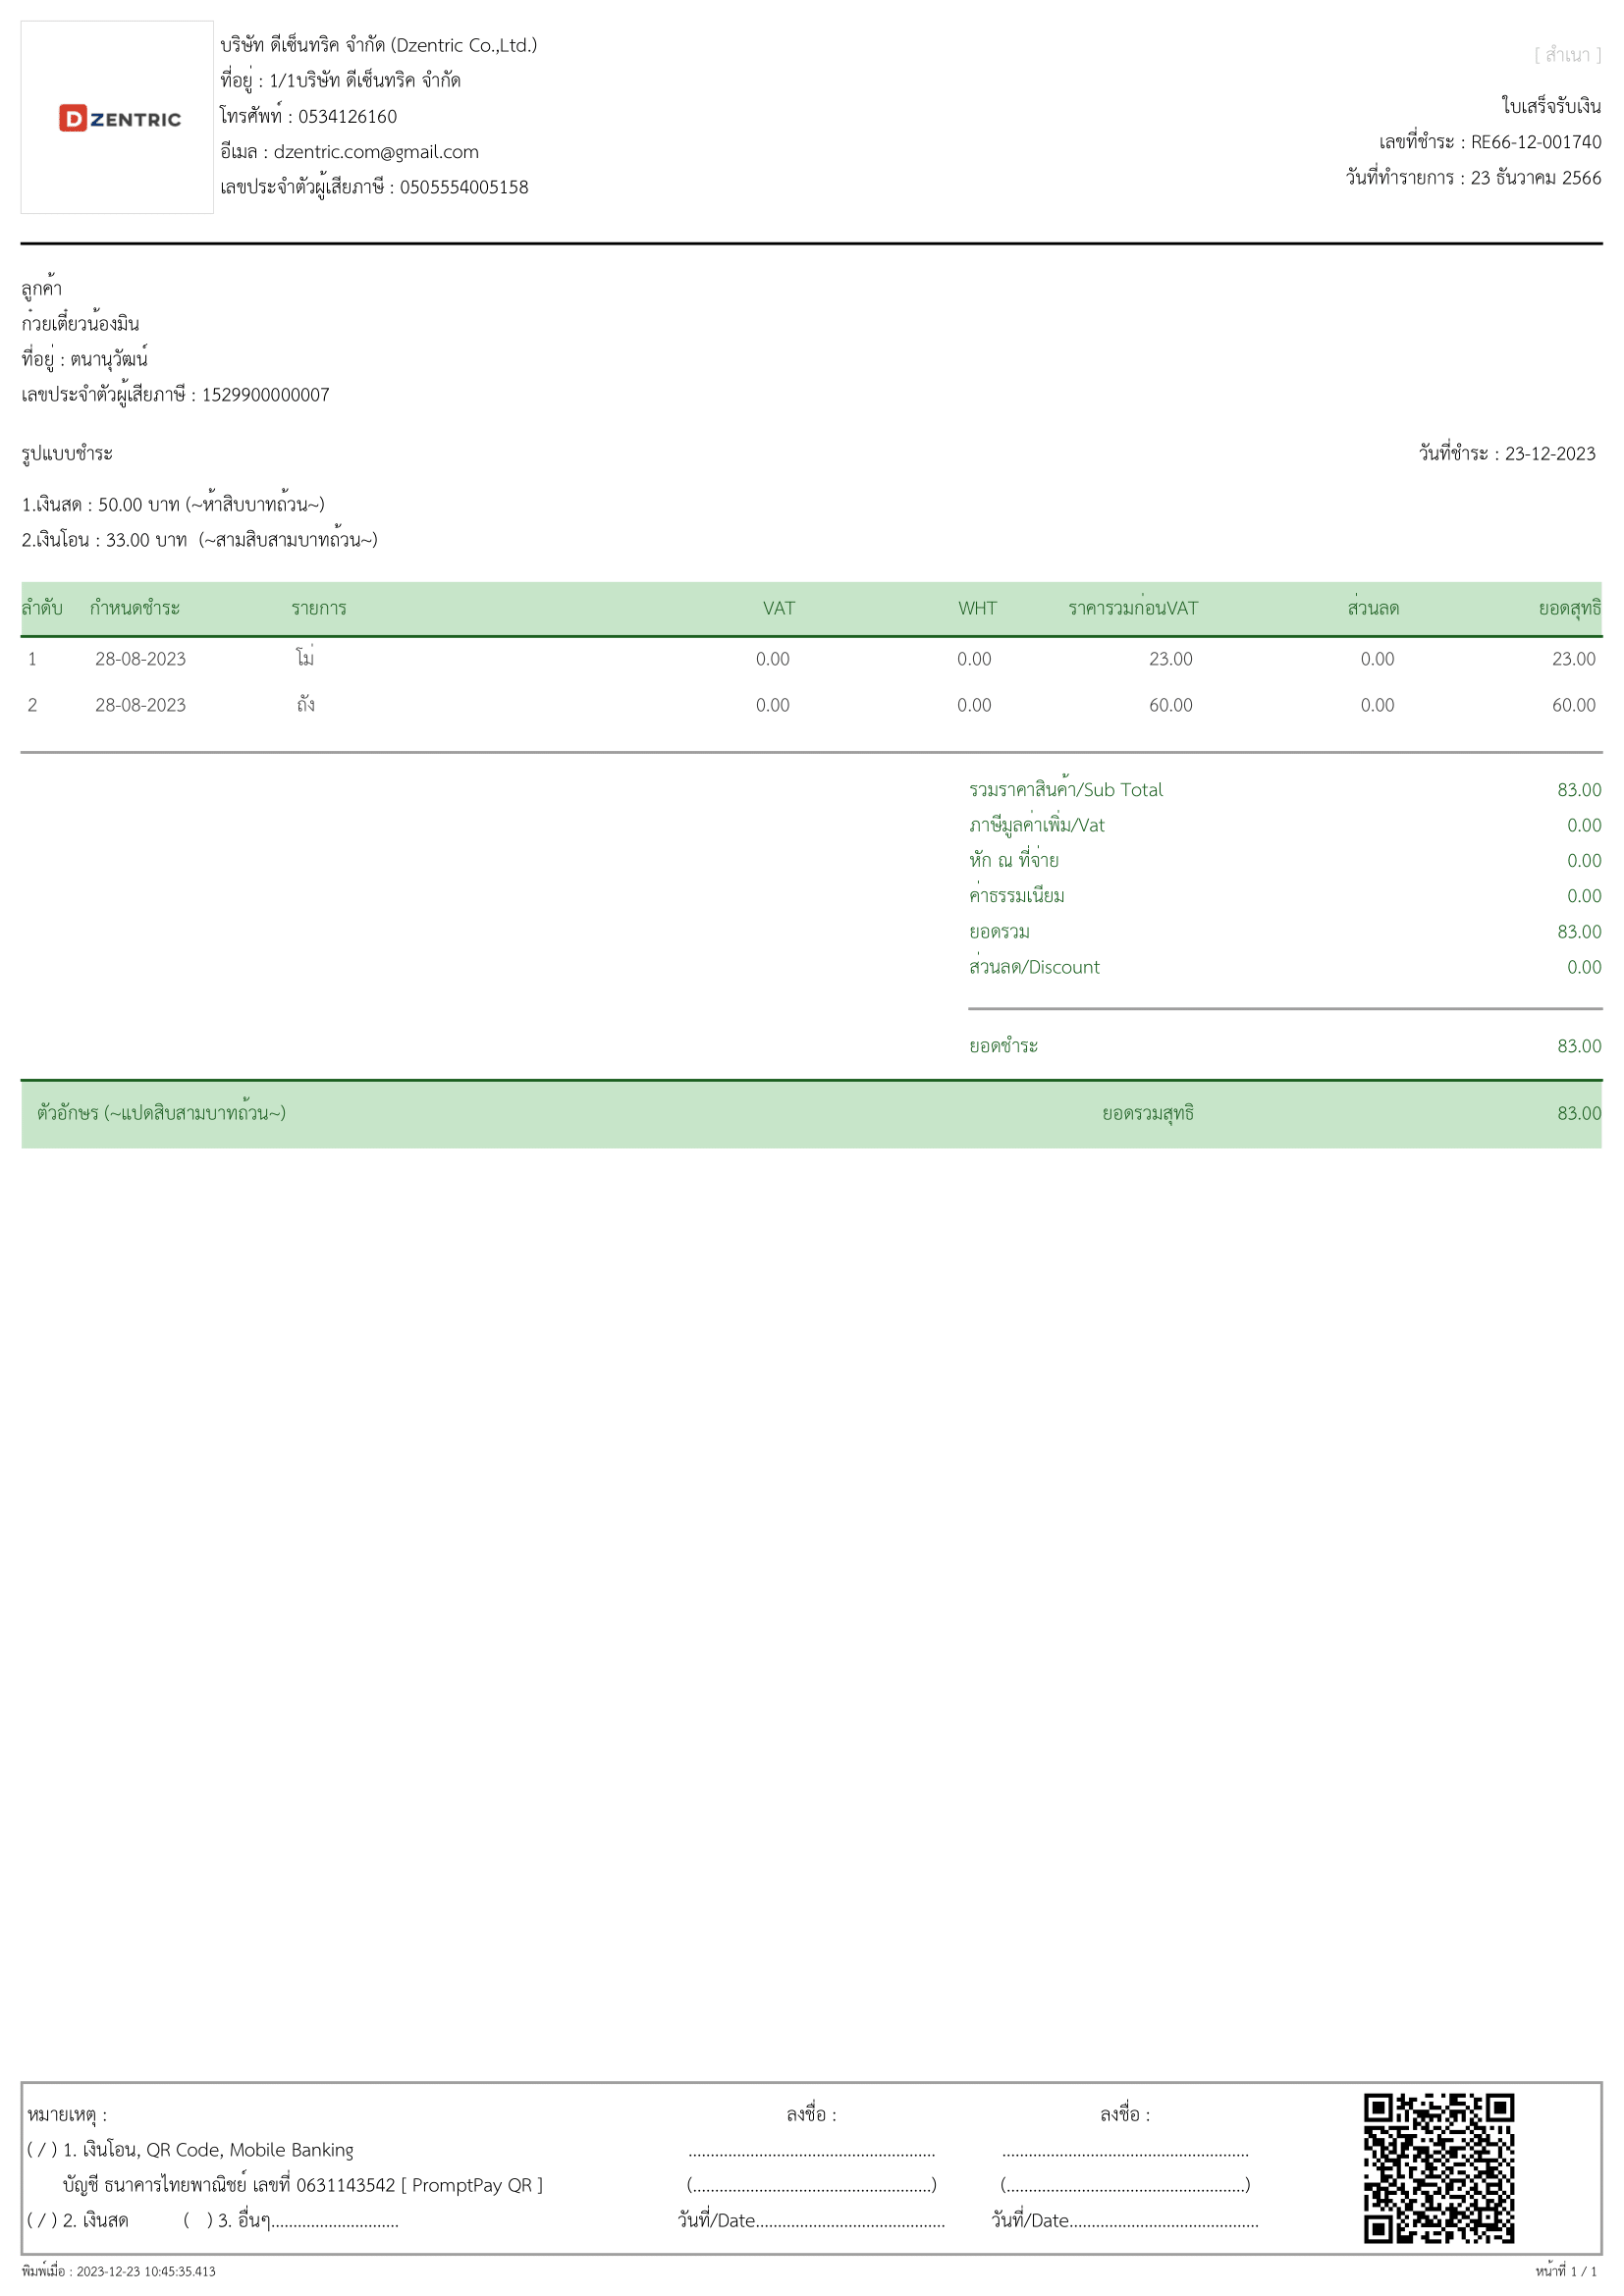 DZENTRIC
บริษัท ดีเซ็นทริค จำกัด (Dzentric Co.,Ltd.)
ที่อยู่ : 1/1บริษัท ดีเซ็นทริค จำกัด
โทรศัพท์ : 0534126160
อีเมล : dzentric.com@gmail.com
เลขประจำตัวผู้เสียภาษี : 0505554005158
[ สำเนา ]
ใบเสร็จรับเงิน
เลขที่ชำระ : RE66-12-001740
วันที่ทำรายการ : 23 ธันวาคม 2566
ลูกค้า
ก๋วยเตี๋ยวน้องมิน
ที่อยู่ : ตนานุวัฒน์
เลขประจำตัวผู้เสียภาษี : 1529900000007
รูปแบบชำระ วันที่ชำระ : 23-12-2023
1.เงินสด : 50.00 บาท (~ห้าสิบบาทถ้วน~)
2.เงินโอน : 33.00 บาท (~สามสิบสามบาทถ้วน~)
ลำดับ กำหนดชำระ รายการ VAT WHT ราคารวมก่อนVAT ส่วนลด ยอดสุทธิ
1 28-08-2023 โม่ 0.00 0.00 23.00 0.00 23.00
2 28-08-2023 ถัง 0.00 0.00 60.00 0.00 60.00
รวมราคาสินค้า/Sub Total 83.00
ภาษีมูลค่าเพิ่ม/Vat 0.00
หัก ณ ที่จ่าย 0.00
ค่าธรรมเนียม 0.00
ยอดรวม 83.00
ส่วนลด/Discount 0.00
ยอดชำระ 83.00
ตัวอักษร (~แปดสิบสามบาทถ้วน~) ยอดรวมสุทธิ 83.00
หมายเหตุ : ลงชื่อ : ลงชื่อ :
( / ) 1. เงินโอน, QR Code, Mobile Banking ........................................................ ........................................................
บัญชี ธนาคารไทยพาณิชย์ เลขที่ 0631143542 [ PromptPay QR ] (......................................................) (......................................................)
( / ) 2. เงินสด ( ) 3. อื่นๆ............................. วันที่/Date........................................... วันที่/Date...........................................
พิมพ์เมื่อ : 2023-12-23 10:45:35.413 หน้าที่ 1 / 1